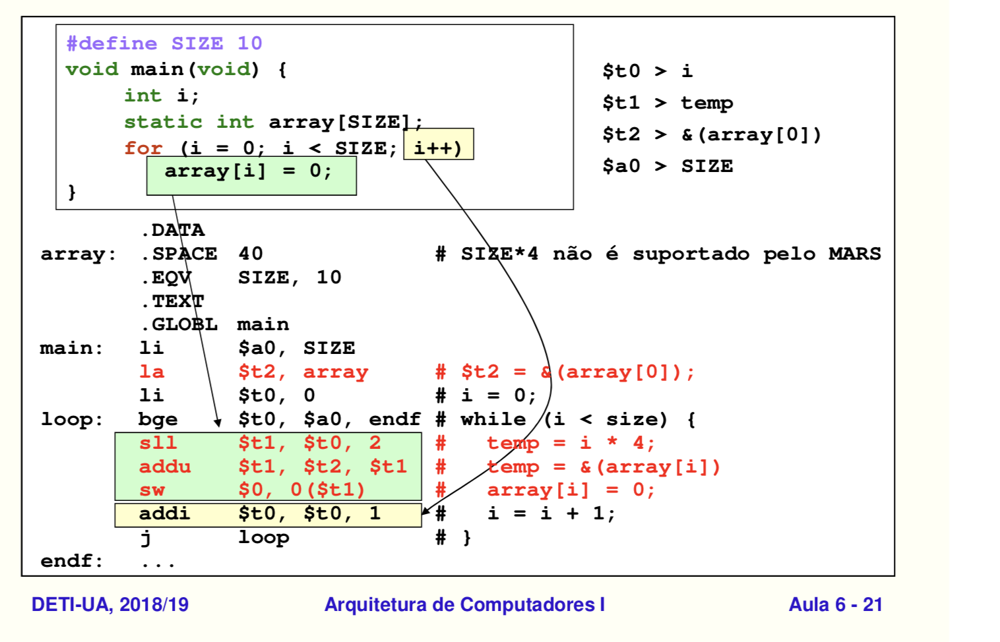 #define SIZE 10
void main(void) {
int i;
static int array[SIZE];
for (i = 0; i < SIZE; i++)
array[i] = 0;
}
$t0 > i
$t1 > temp
$t2 > &(array[0])
$a0 > SIZE
.DATA
array: .SPACE 40 # SIZE*4 não é suportado pelo MARS
.EQV SIZE, 10
.TEXT
.GLOBL main
main: li $a0, SIZE
la $t2, array # $t2 = &(array[0]);
li $t0, 0 # i = 0;
loop: bge $t0, $a0, endf # while (i < size) {
sll $t1, $t0, 2 # temp = i * 4;
addu $t1, $t2, $t1 # temp = &(array[i])
sw $0, 0($t1) # array[i] = 0;
addi $t0, $t0, 1 # i = i + 1;
j loop # }
endf: ...
DETI-UA, 2018/19 Arquitetura de Computadores I Aula 6 - 21